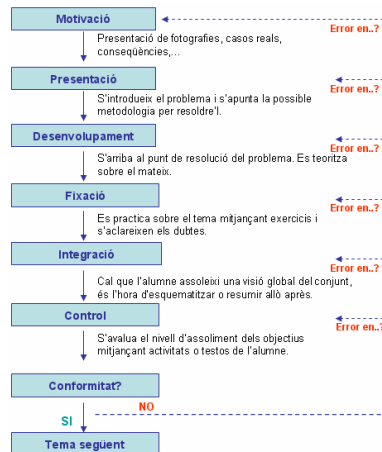 Motivació
Error en..?
Presentació de fotografies, casos reals,
conseqüències,...
Presentació
Error en..?
S'introdueix el problema i s'apunta la possible
metodologia per resoldre'l.
Desenvolupament
Error en..?
S'arriba al punt de resolució del problema. Es teoritza
sobre el mateix.
Fixació
Error en..?
Es practica sobre el tema mitjançant exercicis i
s'aclareixen els dubtes.
Integració
Error en..?
Cal que l'alumne assoleixi una visió global del conjunt,
és l'hora d'esquematitzar o resumir allò après.
Control
Error en..?
S'avalua el nivell d'assoliment dels objectius
mitjançant activitats o testos de l'alumne.
Conformitat?
NO
SI
Tema següent